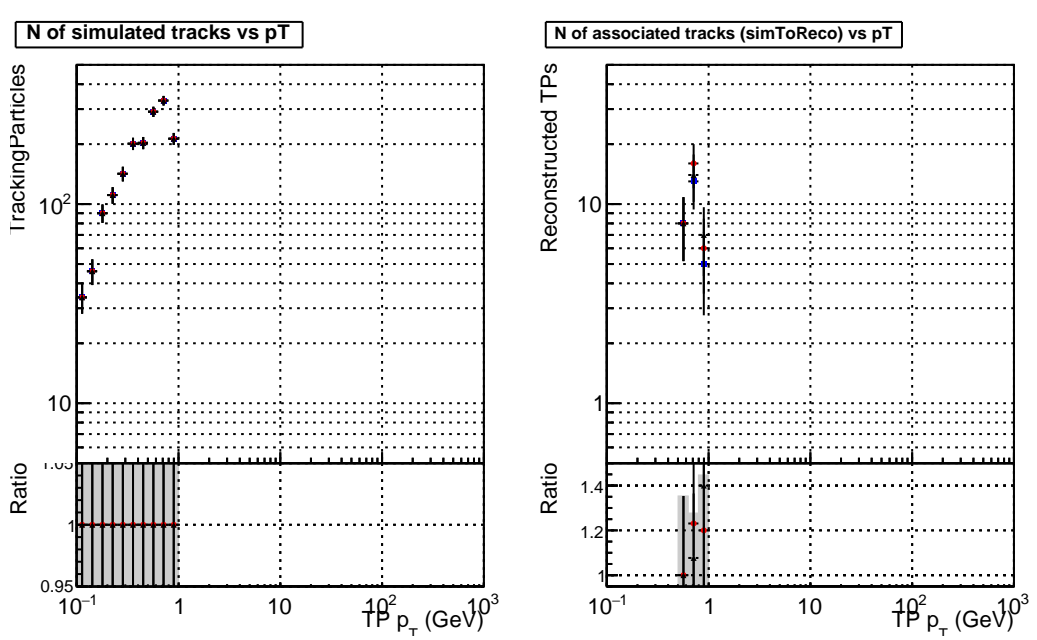 N of simulated tracks vs pT
TrackingParticles
10²
10
Ratio
1.05
1
0.95
10⁻¹ 1 10 10² 10³
TP p_T (GeV)
N of associated tracks (simToReco) vs pT
Reconstructed TPs
10
1
Ratio
1.4
1.2
1
10⁻¹ 1 10 10² 10³
TP p_T (GeV)